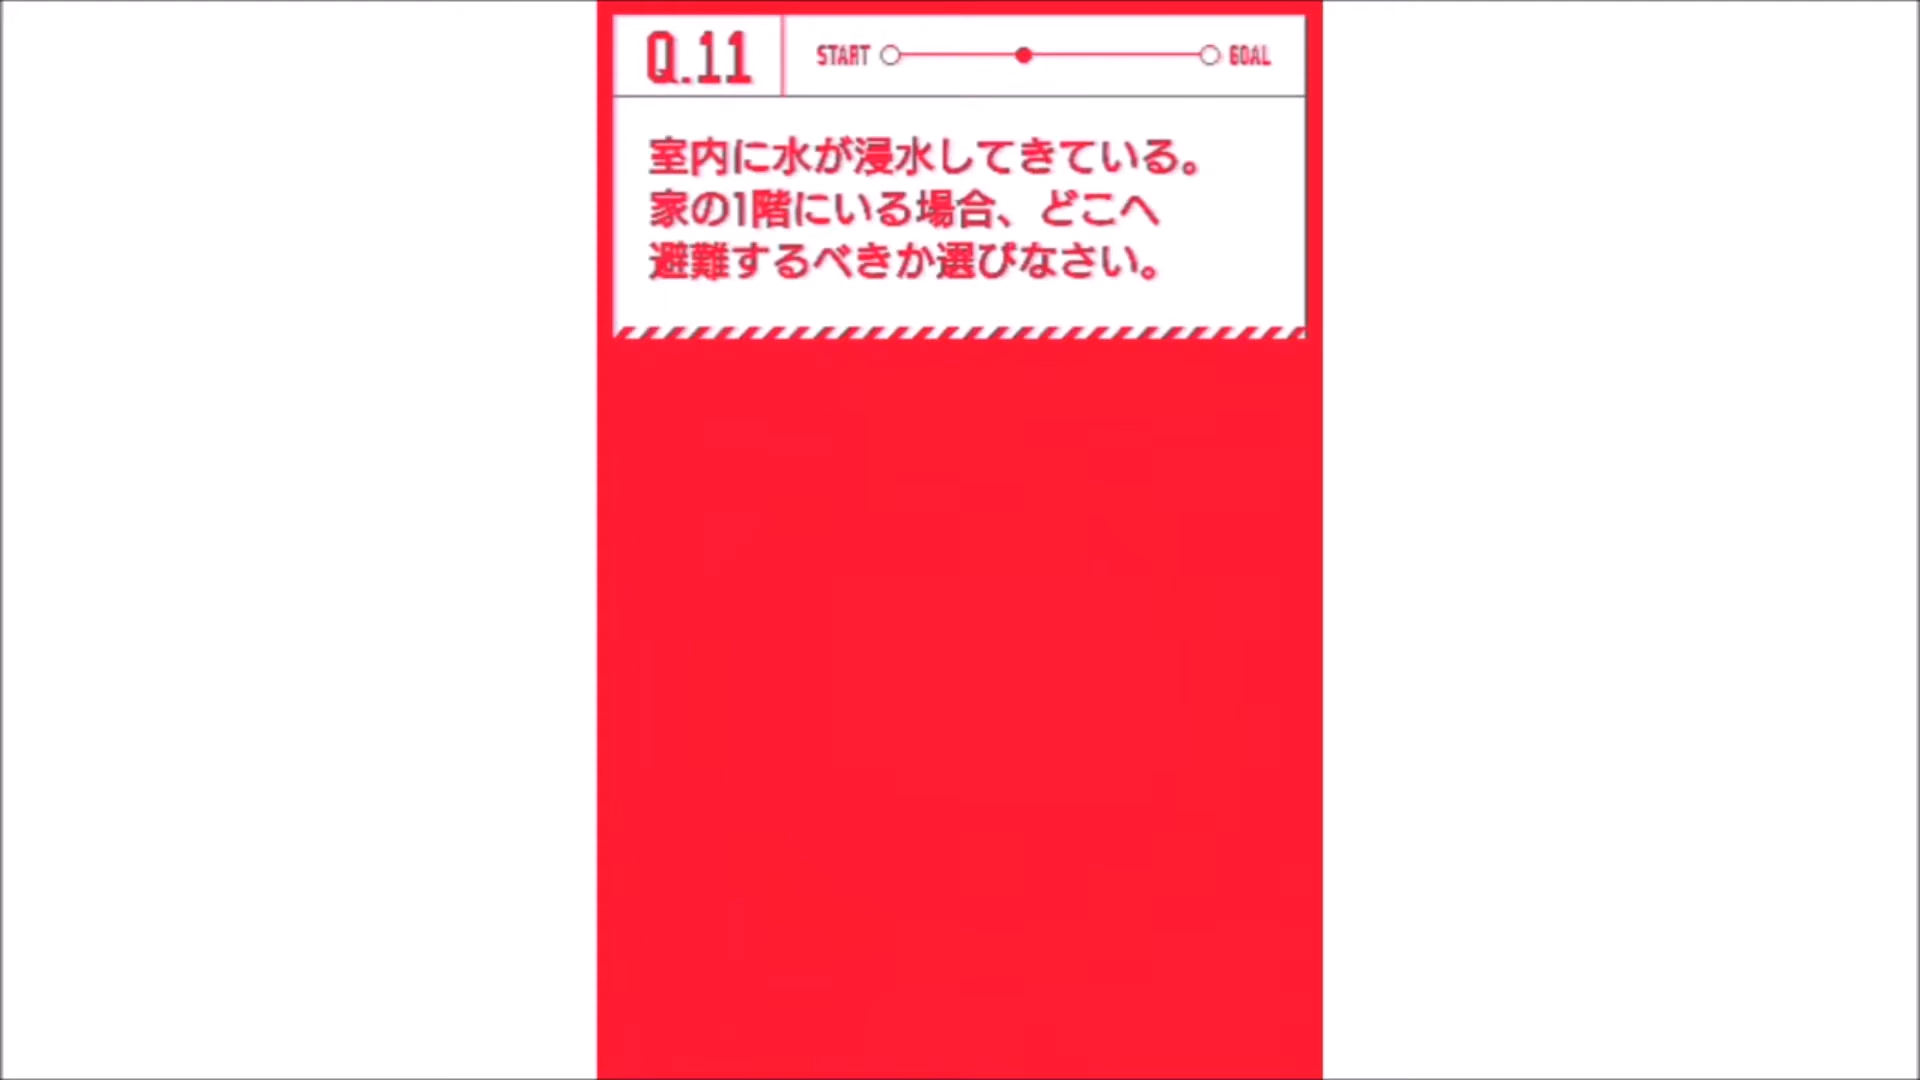 Q.11
START
GOAL
室内に水が浸水してきている。
家の1階にいる場合、どこへ
避難するべきか選びなさい。